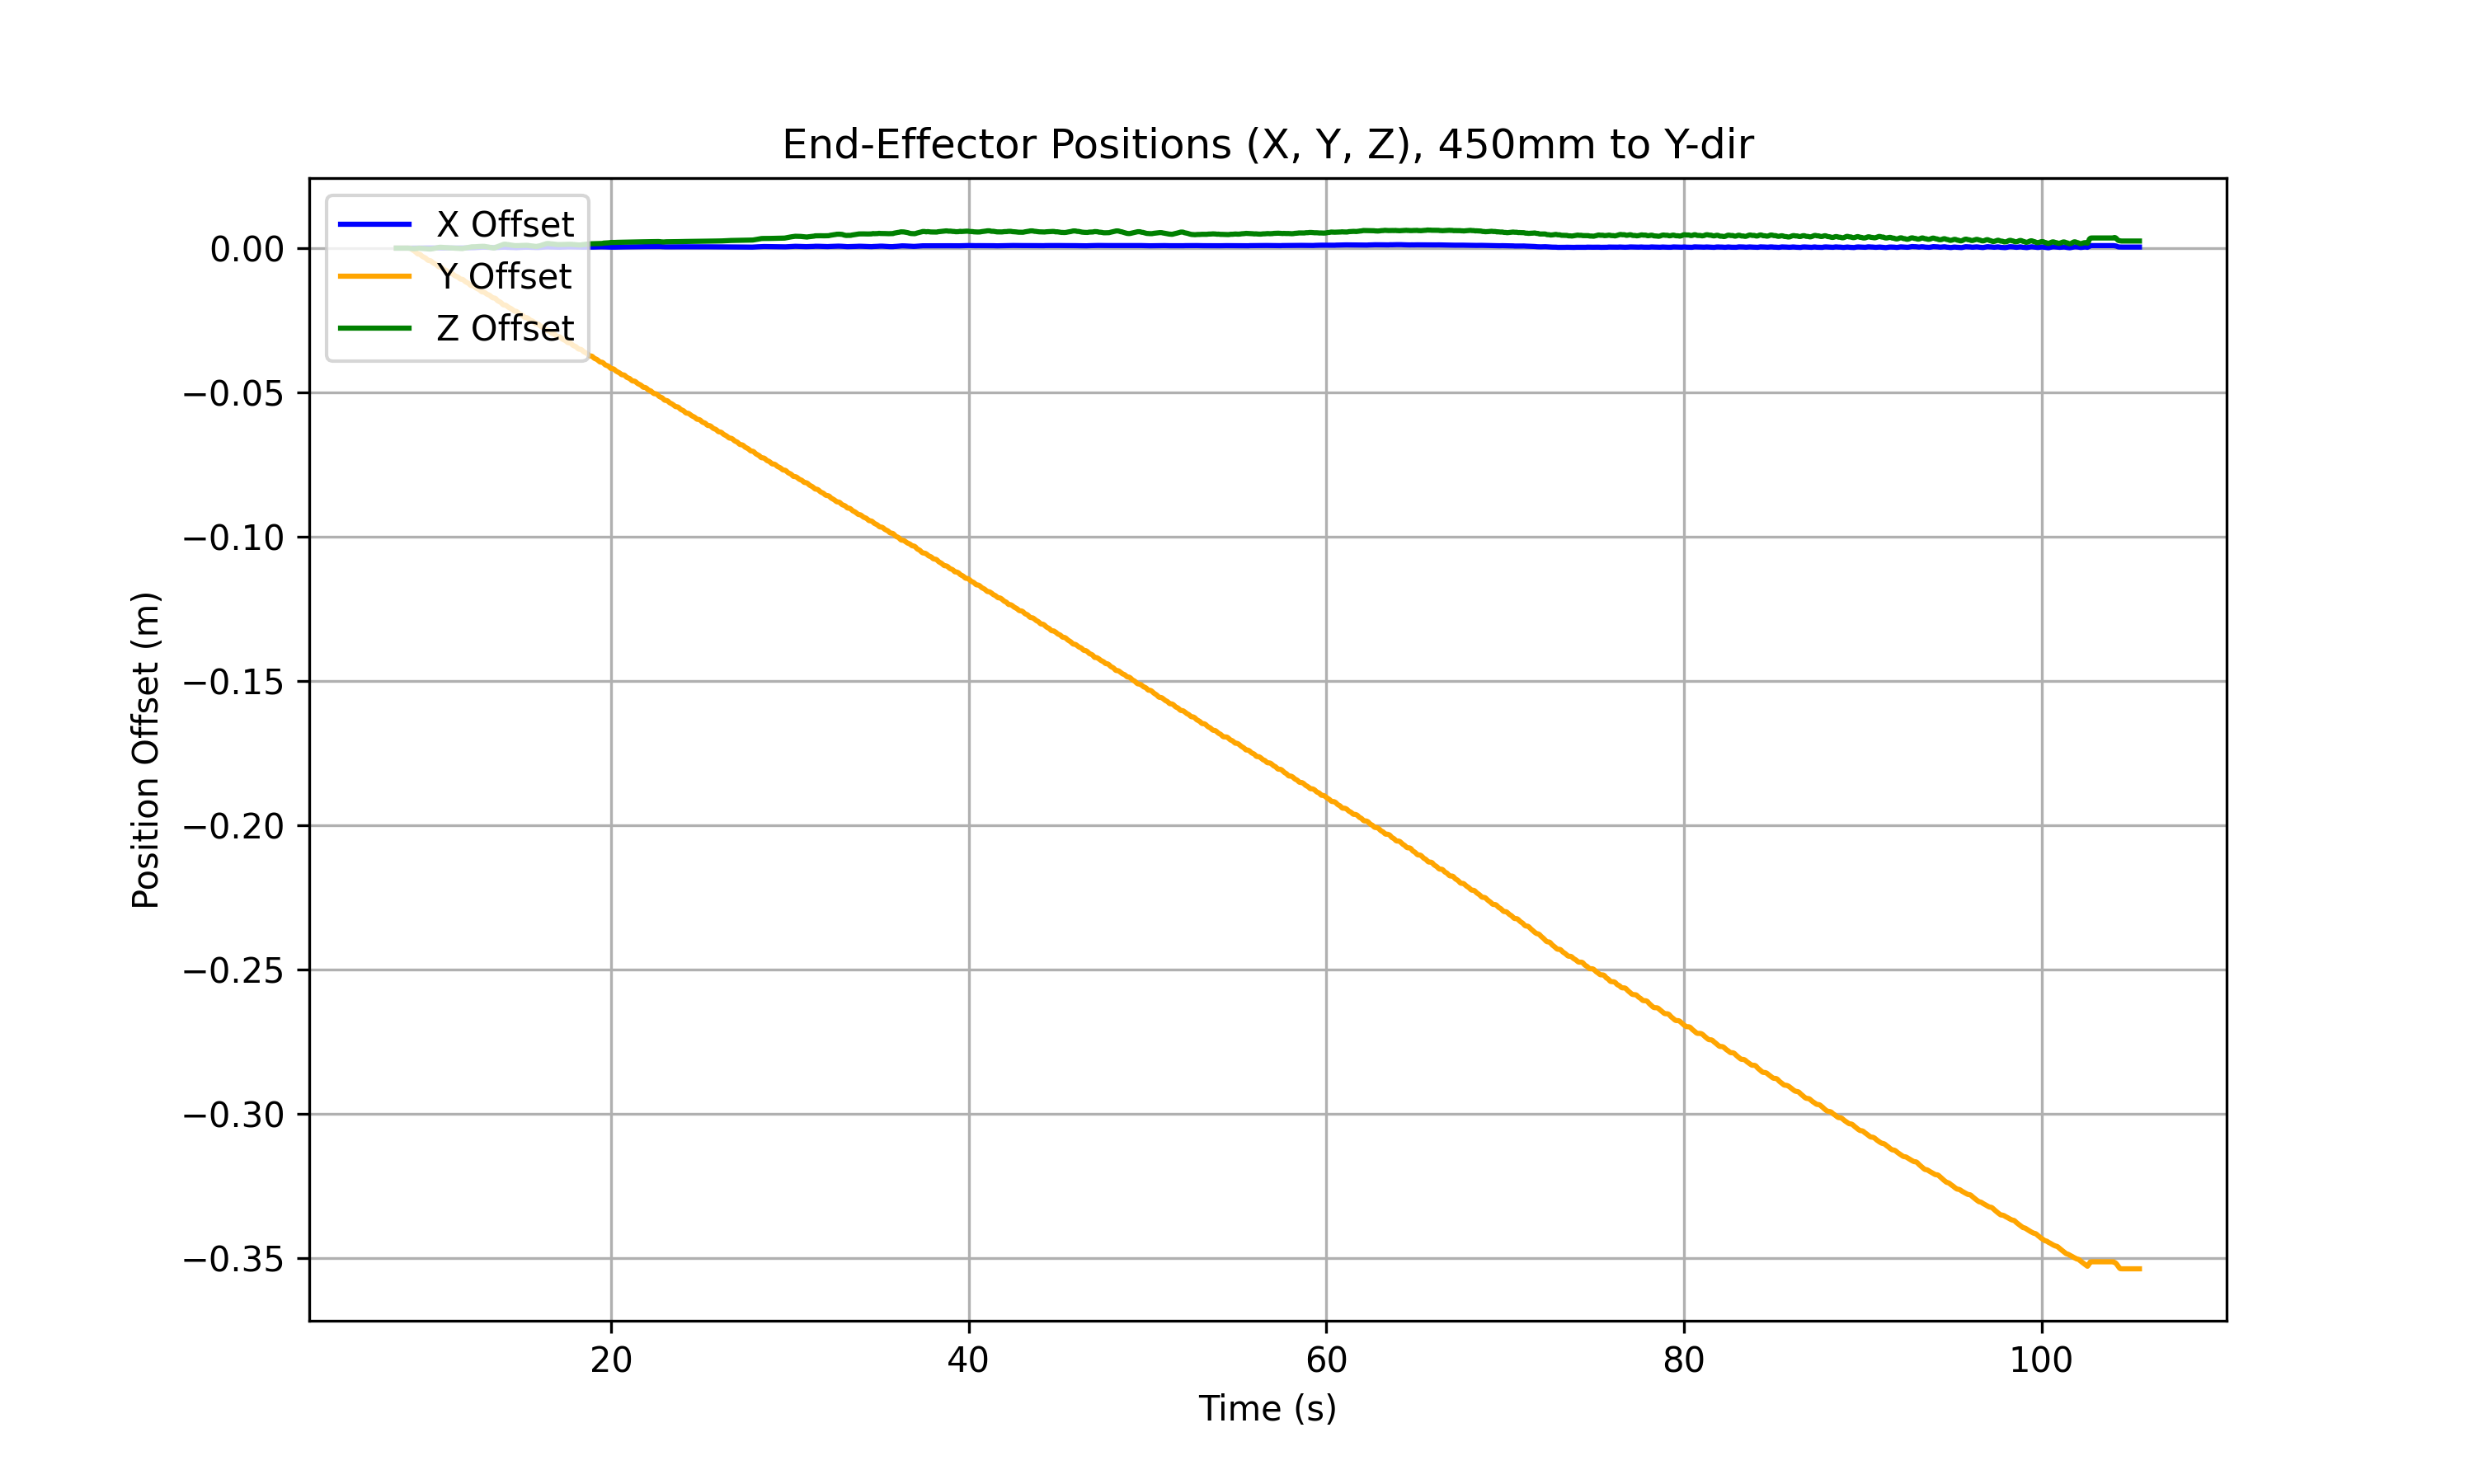 End-Effector Positions (X, Y, Z), 450mm to Y-dir
X Offset
Y Offset
Z Offset
0.00
−0.05
−0.10
−0.15
−0.20
−0.25
−0.30
−0.35
Position Offset (m)
20 40 60 80 100
Time (s)